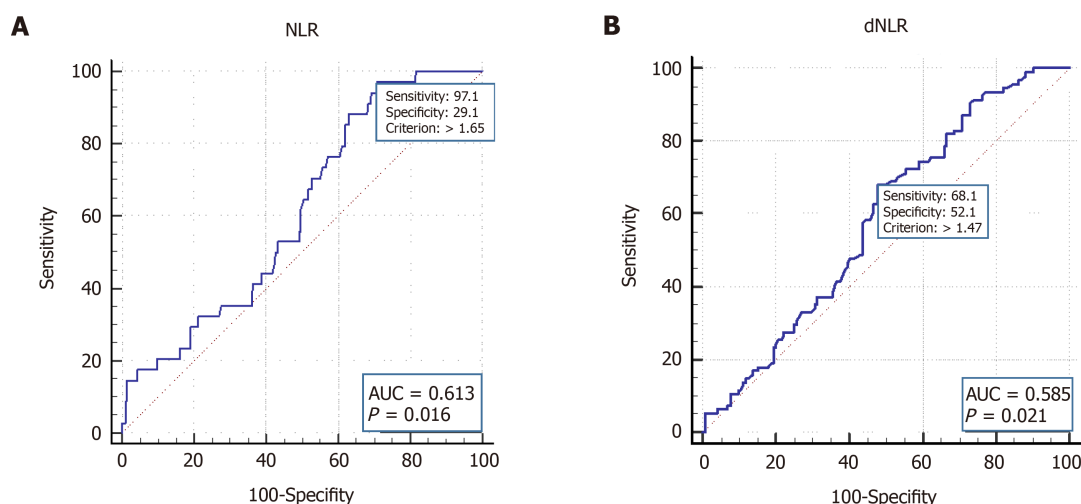 A
NLR
100
80
60
40
20
0
Sensitivity
Sensitivity: 97.1
Specificity: 29.1
Criterion: > 1.65
AUC = 0.613
P = 0.016
0
20
40
60
80
100
100-Specifity
B
dNLR
100
80
60
40
20
0
Sensitivity
Sensitivity: 68.1
Specificity: 52.1
Criterion: > 1.47
AUC = 0.585
P = 0.021
0
20
40
60
80
100
100-Specifity